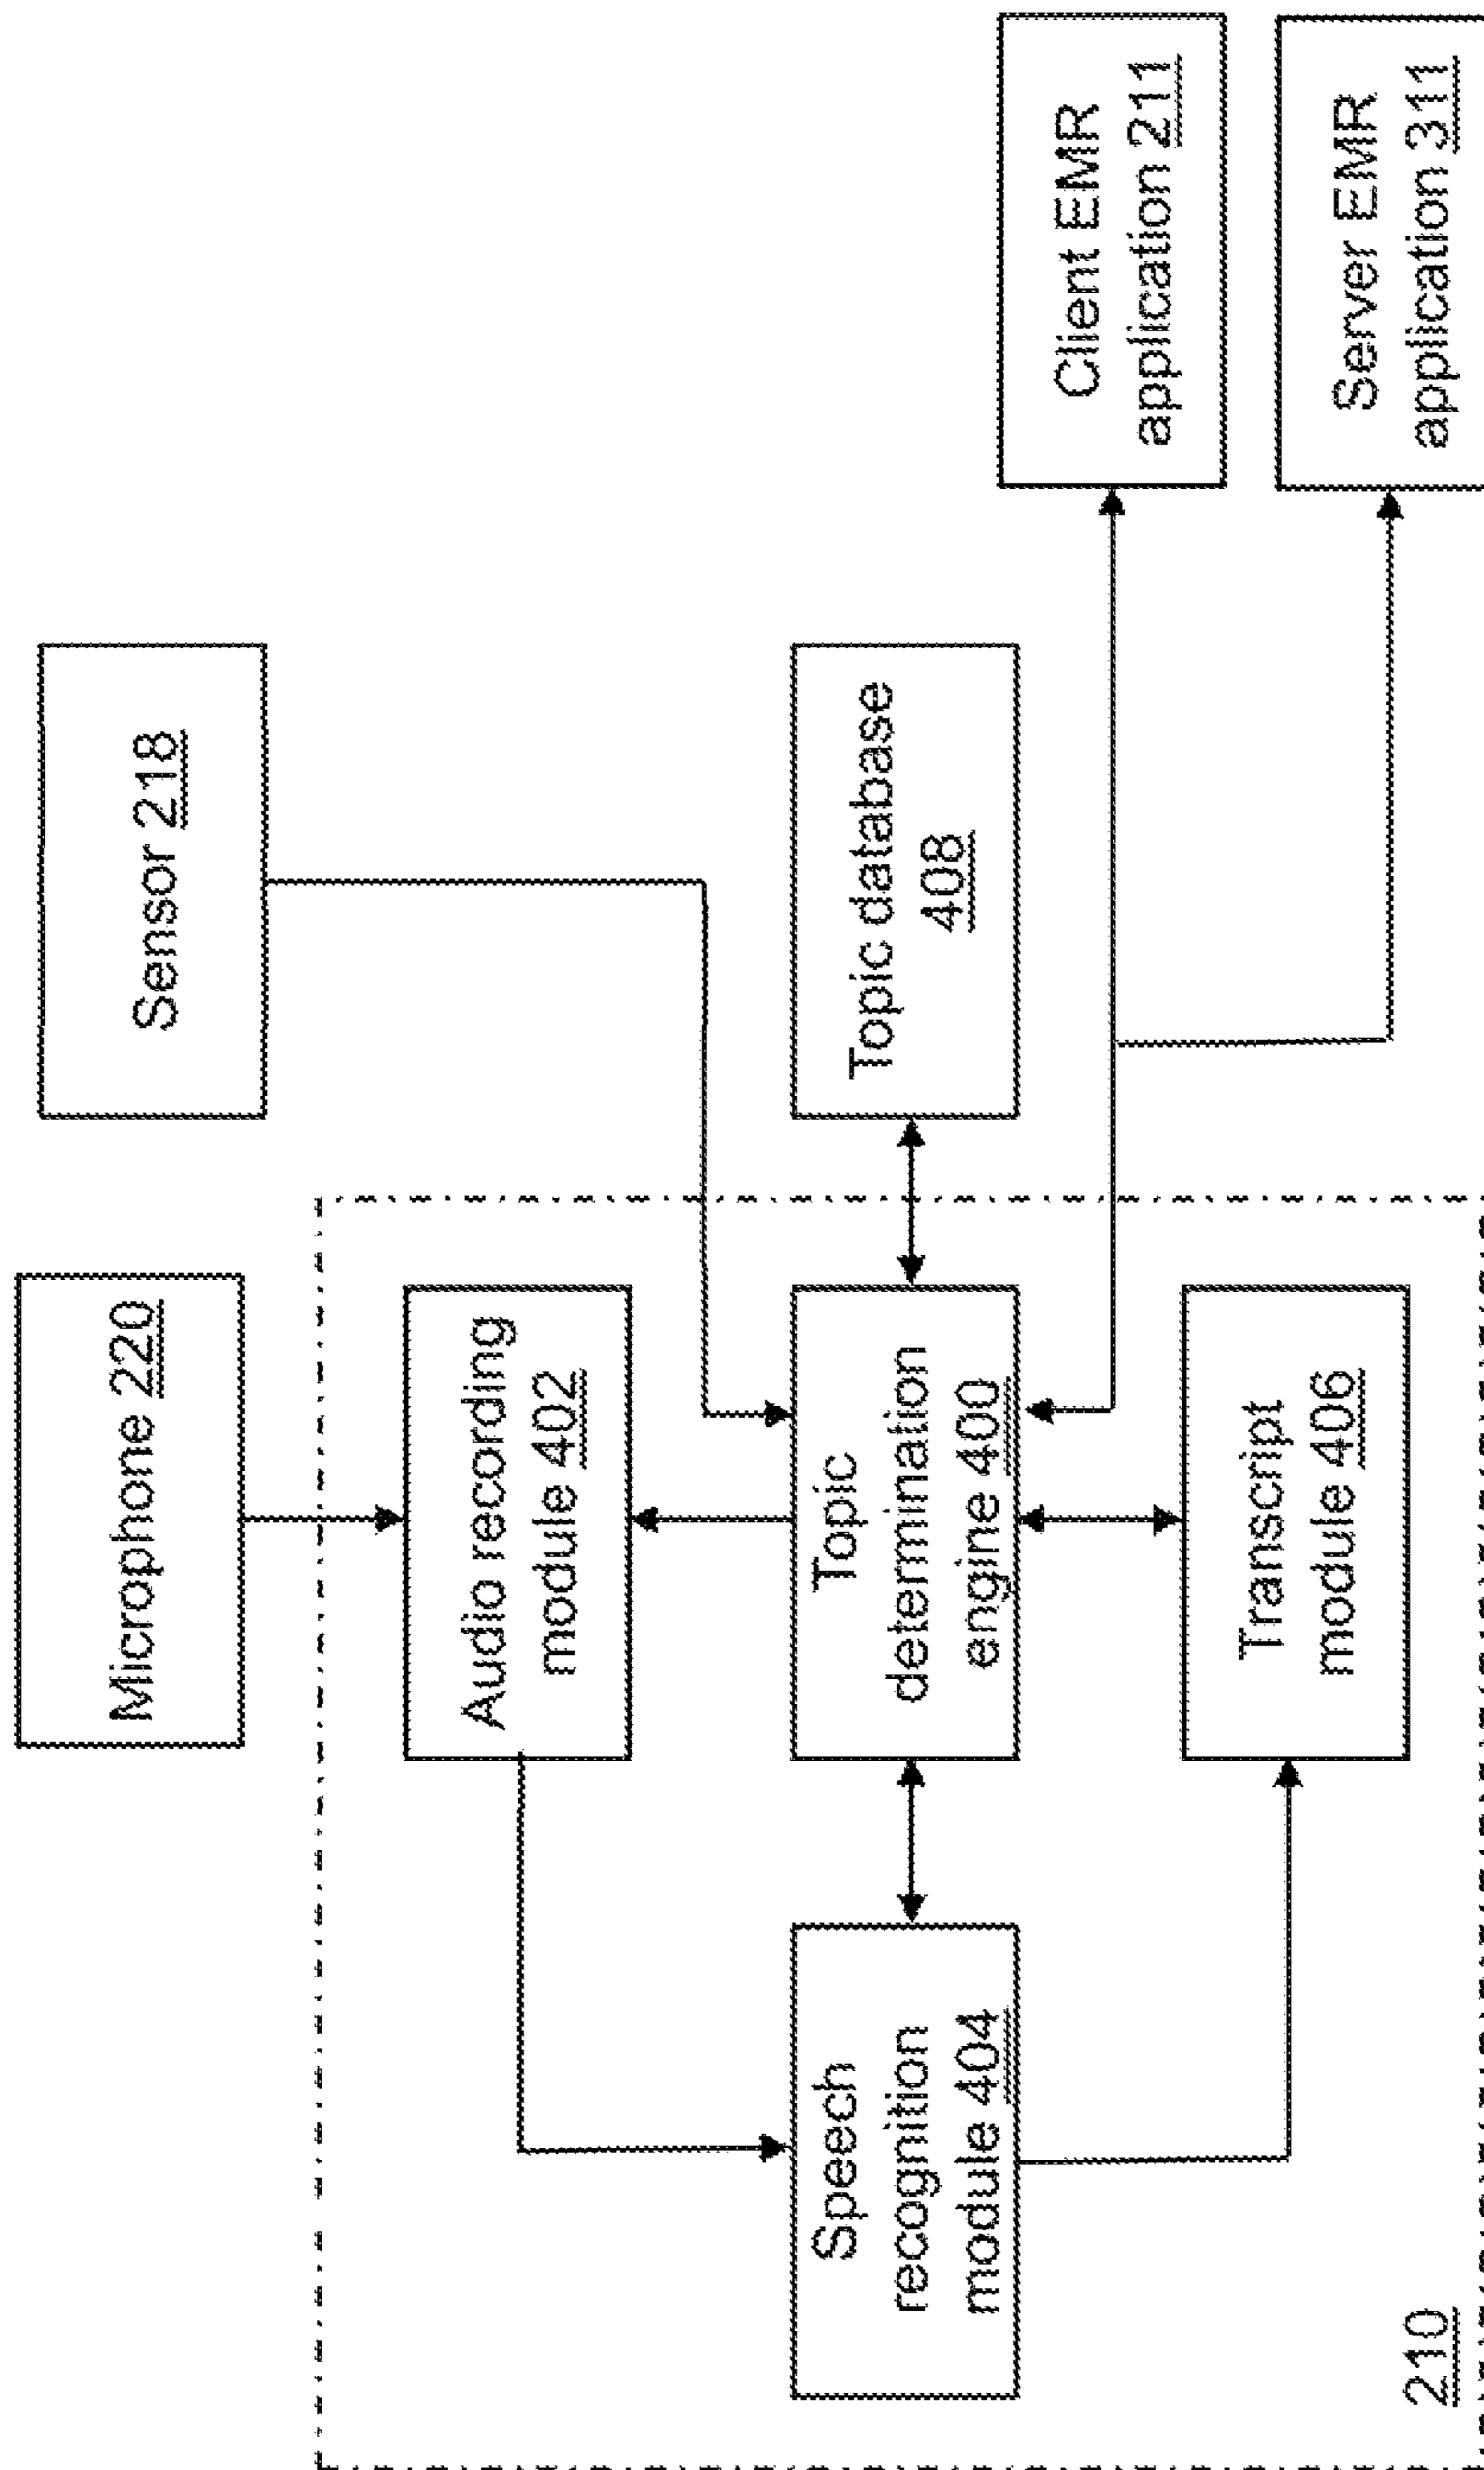 Microphone 220
Sensor 218
Audio recording
module 402
Speech
recognition
module 404
Topic
determination
engine 400
Topic database
408
Client EMR
application 211
Transcript
module 406
Server EMR
application 311
210